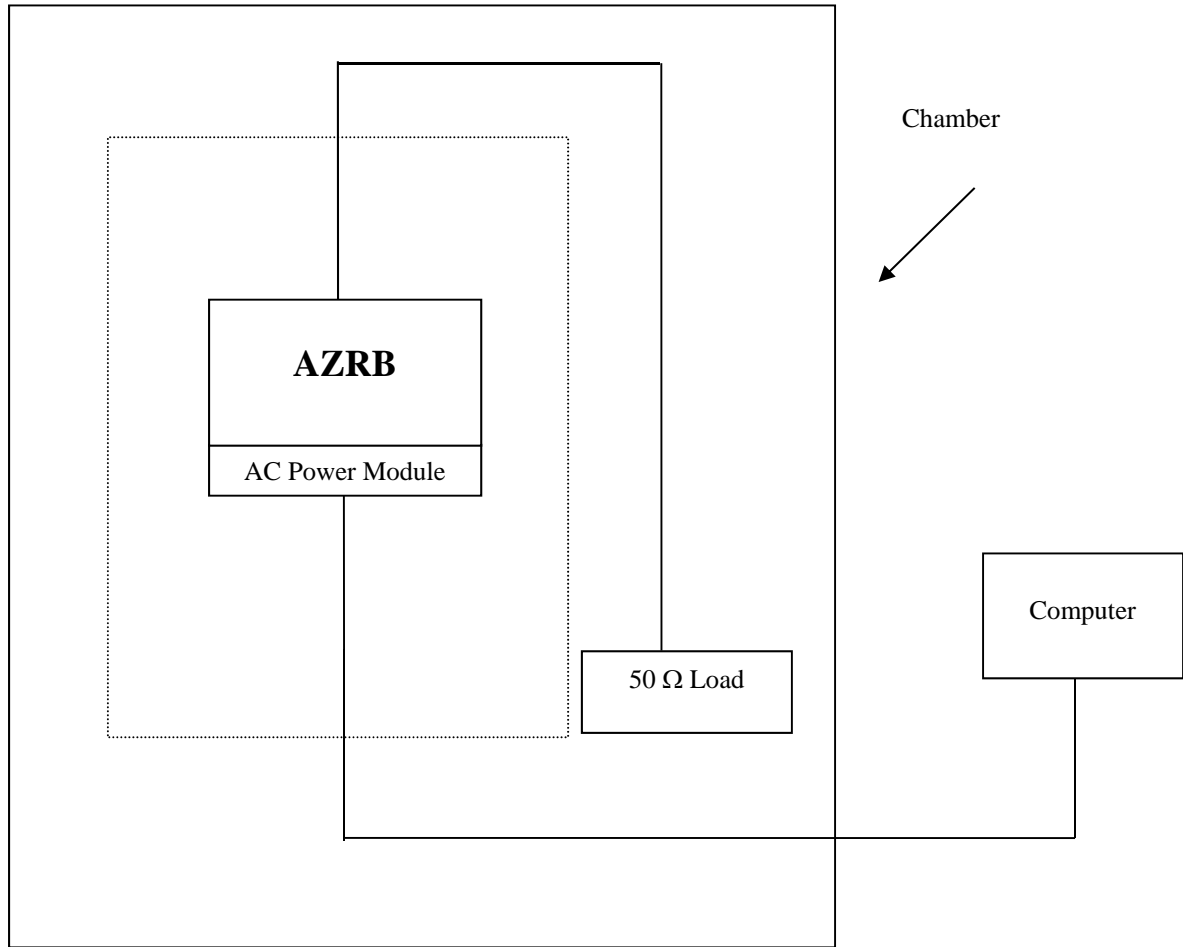 Chamber
AZRB
AC Power Module
Computer
50 Ω Load